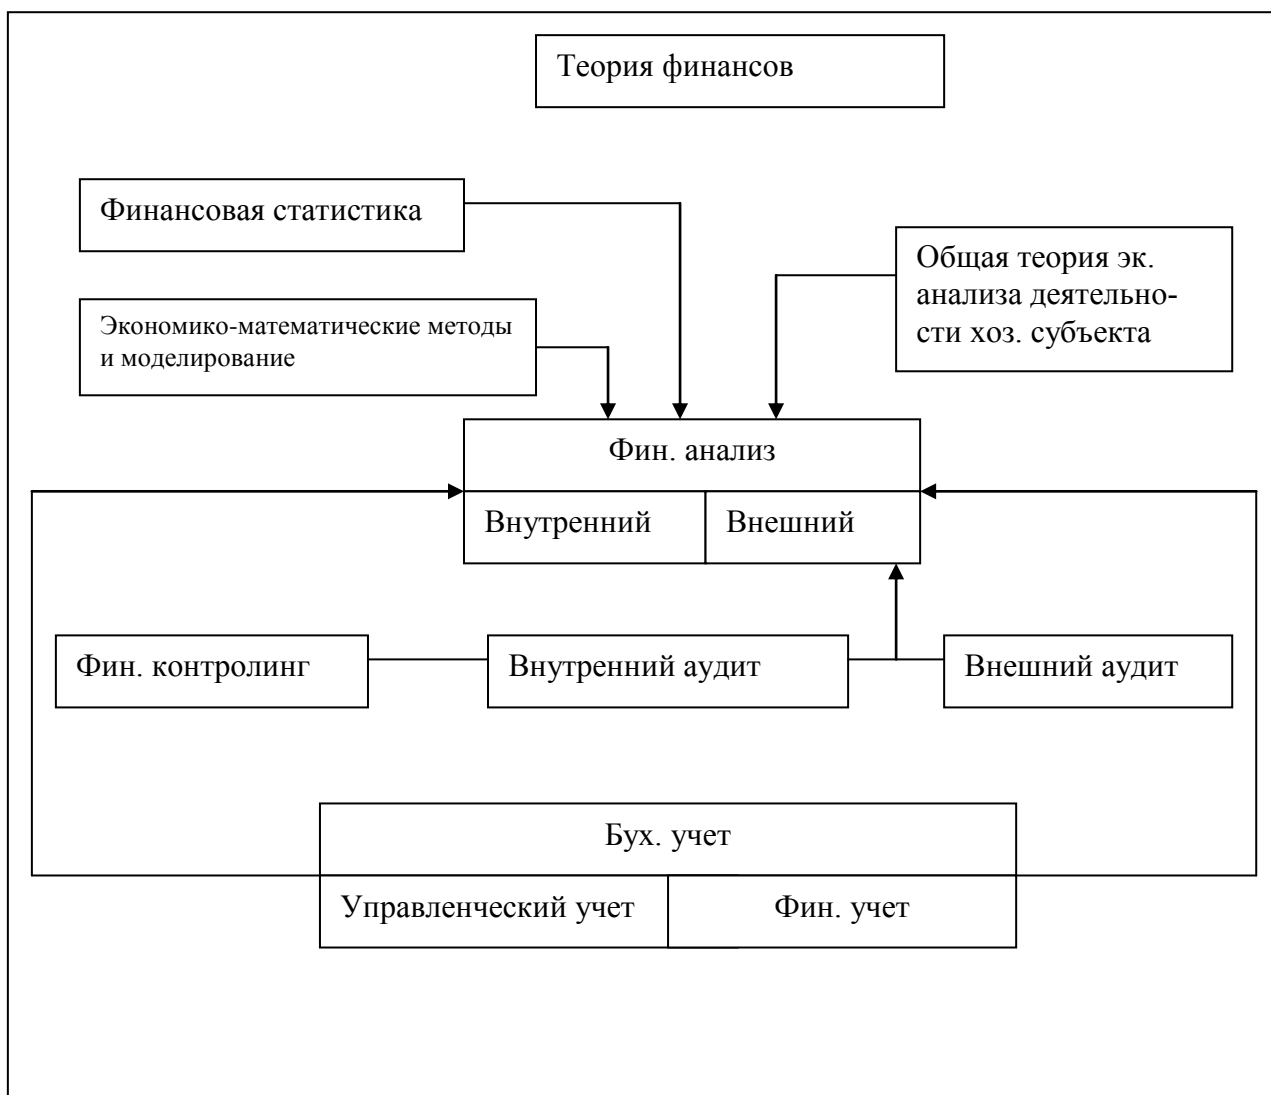 Теория финансов
Финансовая статистика
Общая теория эк.
анализа деятельно-
сти хоз. субъекта
Экономико-математические методы
и моделирование
Фин. анализ
Внутренний
Внешний
Фин. контролинг
Внутренний аудит
Внешний аудит
Бух. учет
Управленческий учет
Фин. учет